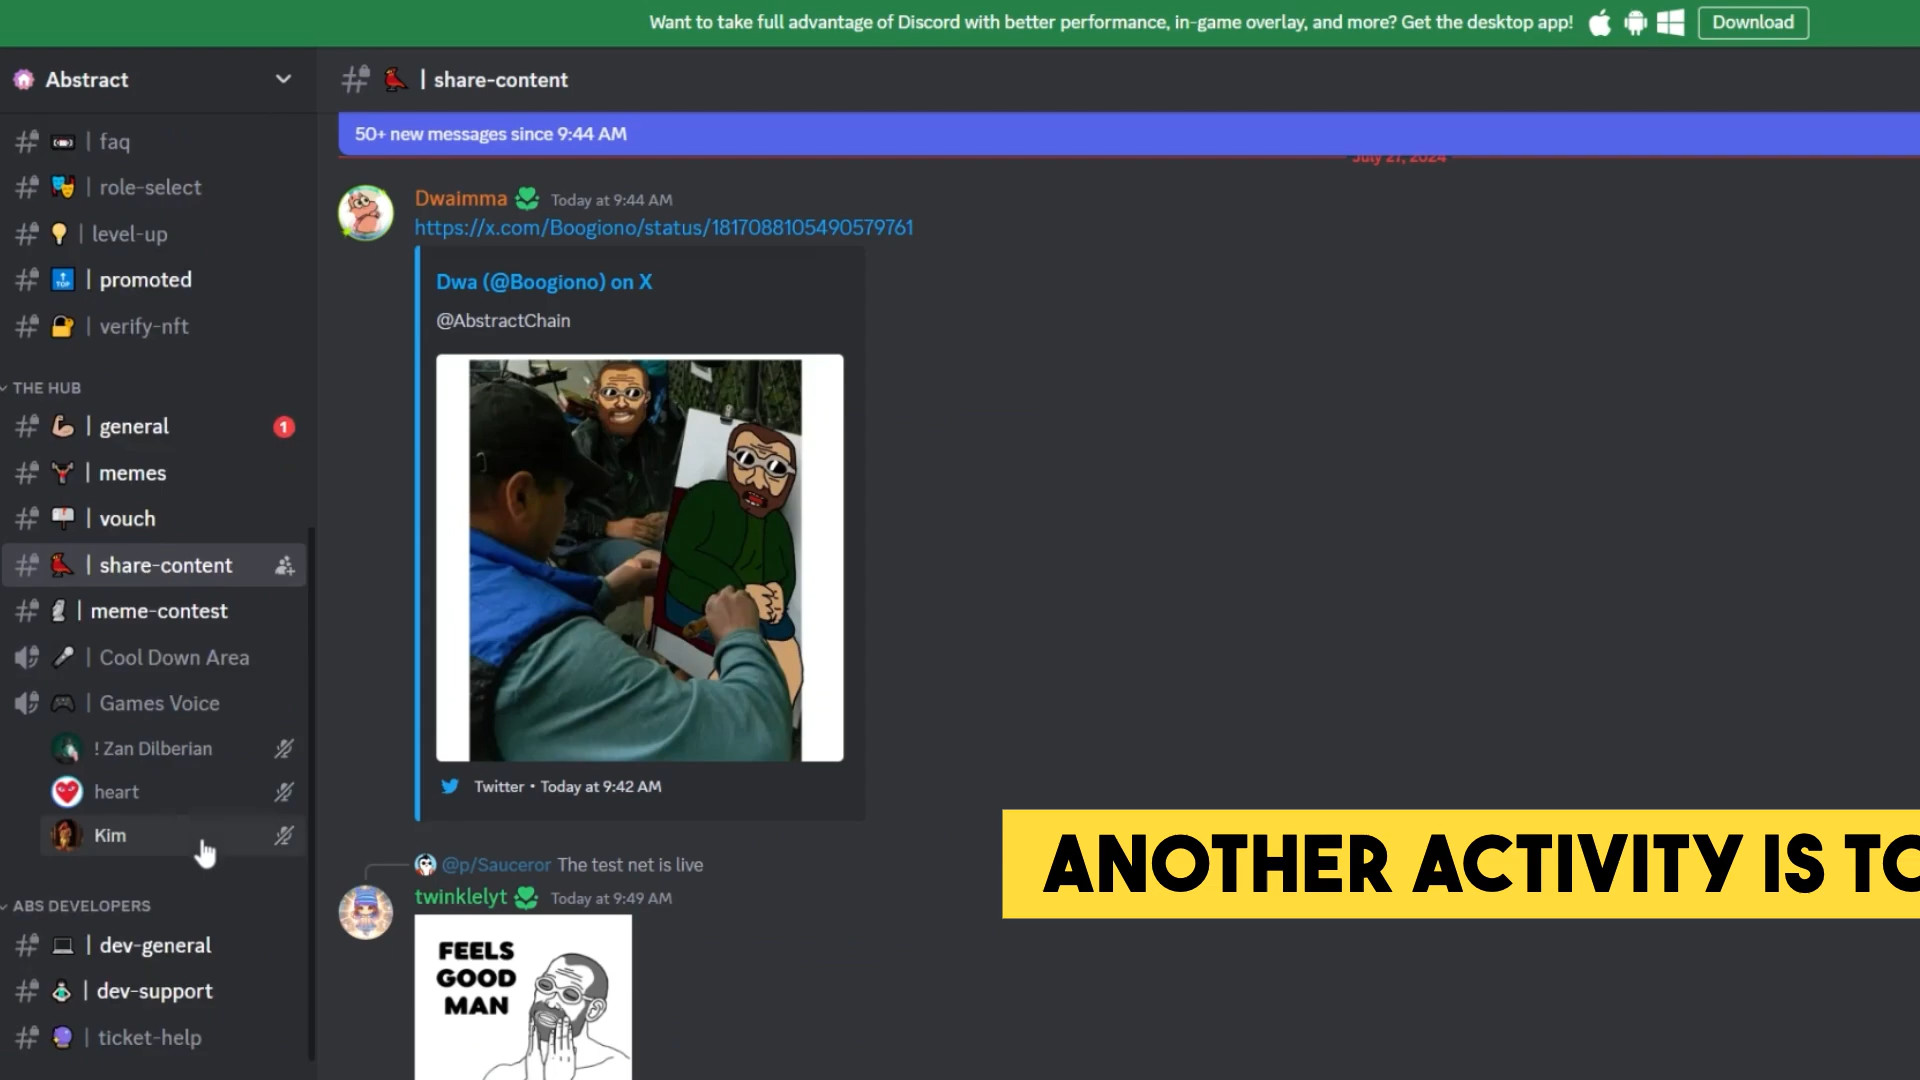 Want to take full advantage of Discord with better performance, in-game overlay, and more? Get the desktop app!
Download
Abstract
| faq
| role-select
| level-up
TOP
| promoted
| verify-nft
THE HUB
| general
1
| memes
| vouch
| share-content
| meme-contest
| Cool Down Area
| Games Voice
! Zan Dilberian
heart
Kim
ABS DEVELOPERS
| dev-general
| dev-support
| ticket-help
| share-content
50+ new messages since 9:44 AM
July 27, 2024
Dwaimma Today at 9:44 AM
https://x.com/Boogiono/status/1817088105490579761
Dwa (@Boogiono) on X
@AbstractChain
Twitter • Today at 9:42 AM
@p/Sauceror The test net is live
twinklelyt Today at 9:49 AM
FEELS
GOOD
MAN
ANOTHER ACTIVITY IS TO